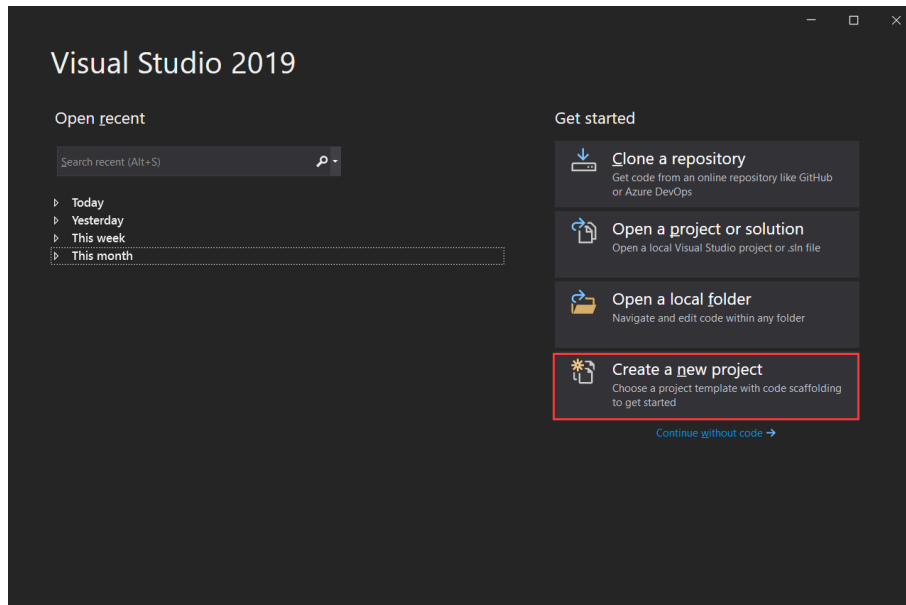 Visual Studio 2019
Open recent
Search recent (Alt+S)
Today
Yesterday
This week
This month
Get started
Clone a repository
Get code from an online repository like GitHub
or Azure DevOps
Open a project or solution
Open a local Visual Studio project or .sln file
Open a local folder
Navigate and edit code within any folder
Create a new project
Choose a project template with code scaffolding
to get started
Continue without code →